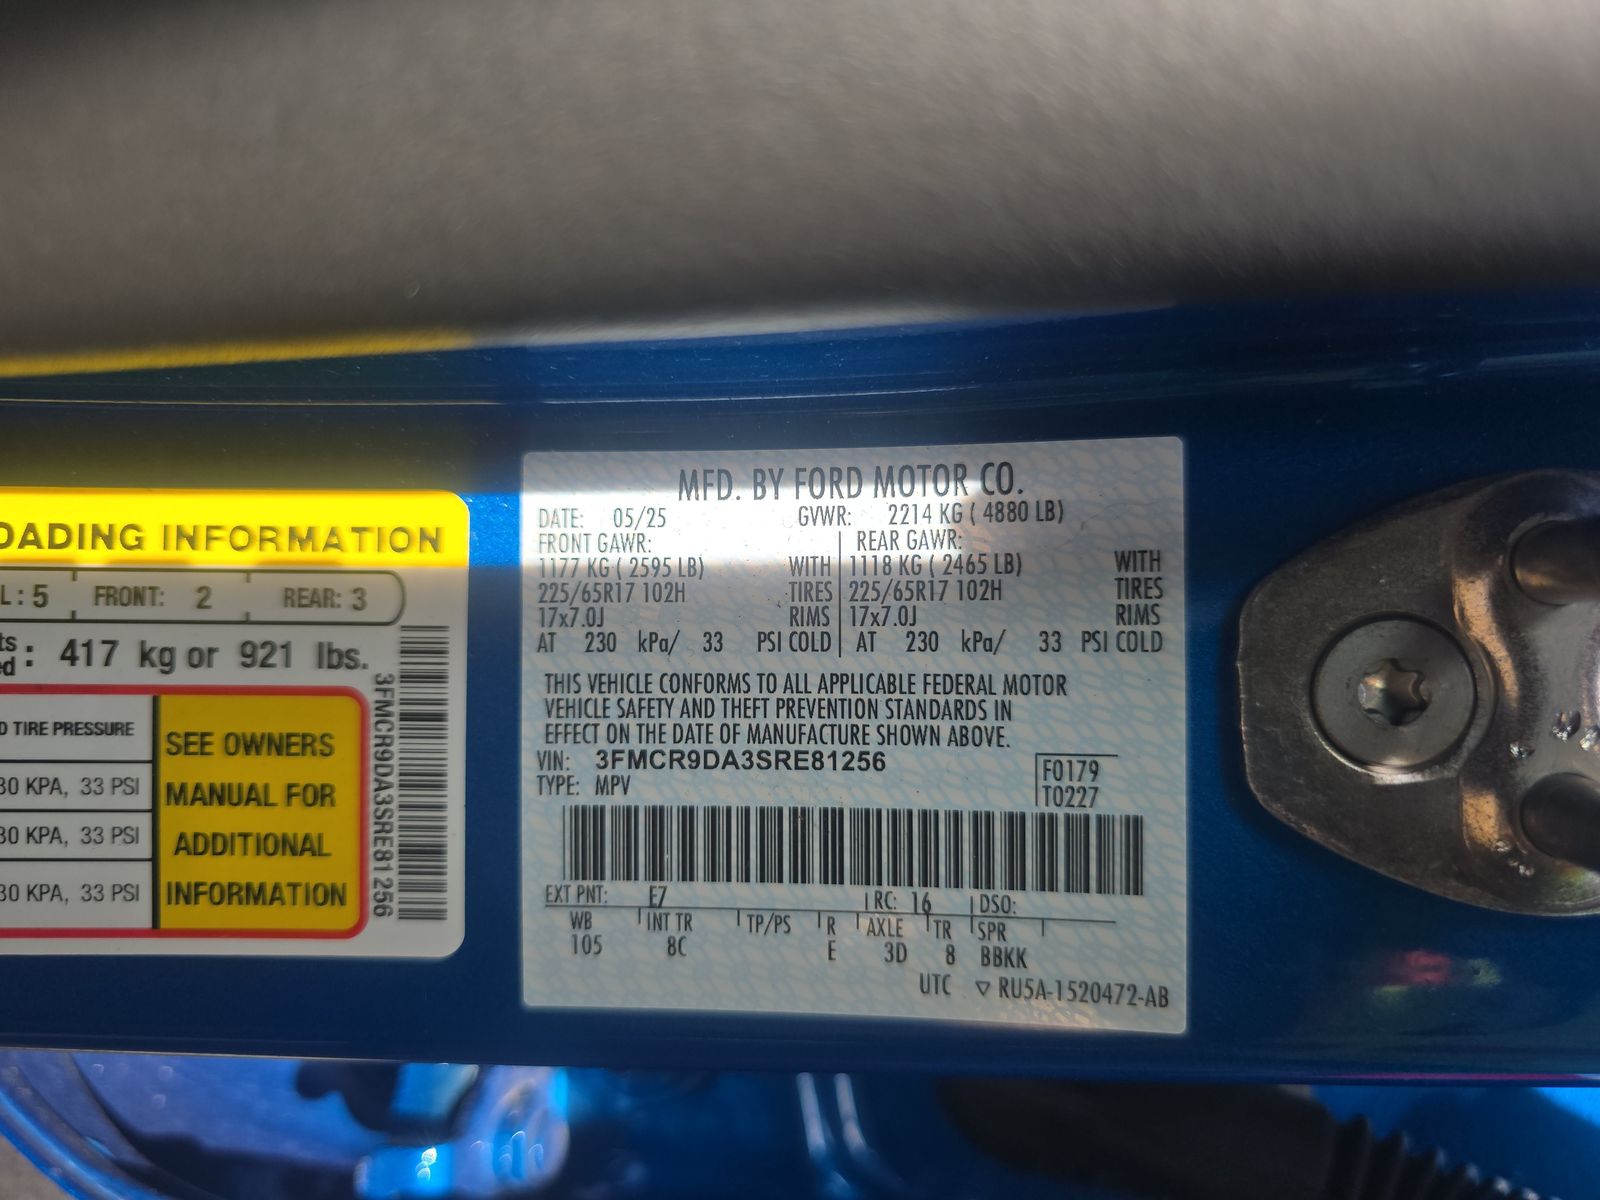 OADING INFORMATION
L: 5 FRONT: 2 REAR: 3
417 kg or 921 lbs.
D TIRE PRESSURE
30 KPA, 33 PSI
30 KPA, 33 PSI
30 KPA, 33 PSI
SEE OWNERS
MANUAL FOR
ADDITIONAL
INFORMATION
3FMCR9DA3SRE81256
MFD. BY FORD MOTOR CO.
DATE: 05/25 GVWR: 2214 KG ( 4880 LB)
FRONT GAWR: REAR GAWR:
1177 KG ( 2595 LB) WITH 1118 KG ( 2465 LB) WITH
225/65R17 102H TIRES 225/65R17 102H TIRES
17x7.0J RIMS 17x7.0J RIMS
AT 230 kPa/ 33 PSI COLD AT 230 kPa/ 33 PSI COLD
THIS VEHICLE CONFORMS TO ALL APPLICABLE FEDERAL MOTOR
VEHICLE SAFETY AND THEFT PREVENTION STANDARDS IN
EFFECT ON THE DATE OF MANUFACTURE SHOWN ABOVE.
VIN: 3FMCR9DA3SRE81256
TYPE: MPV
F0179
T0227
EXT PNT: E7 RC: 16 DSO:
WB INT TR TP/PS R AXLE TR SPR
105 8C E 3D 8 BBKK
UTC ▽ RU5A-1520472-AB